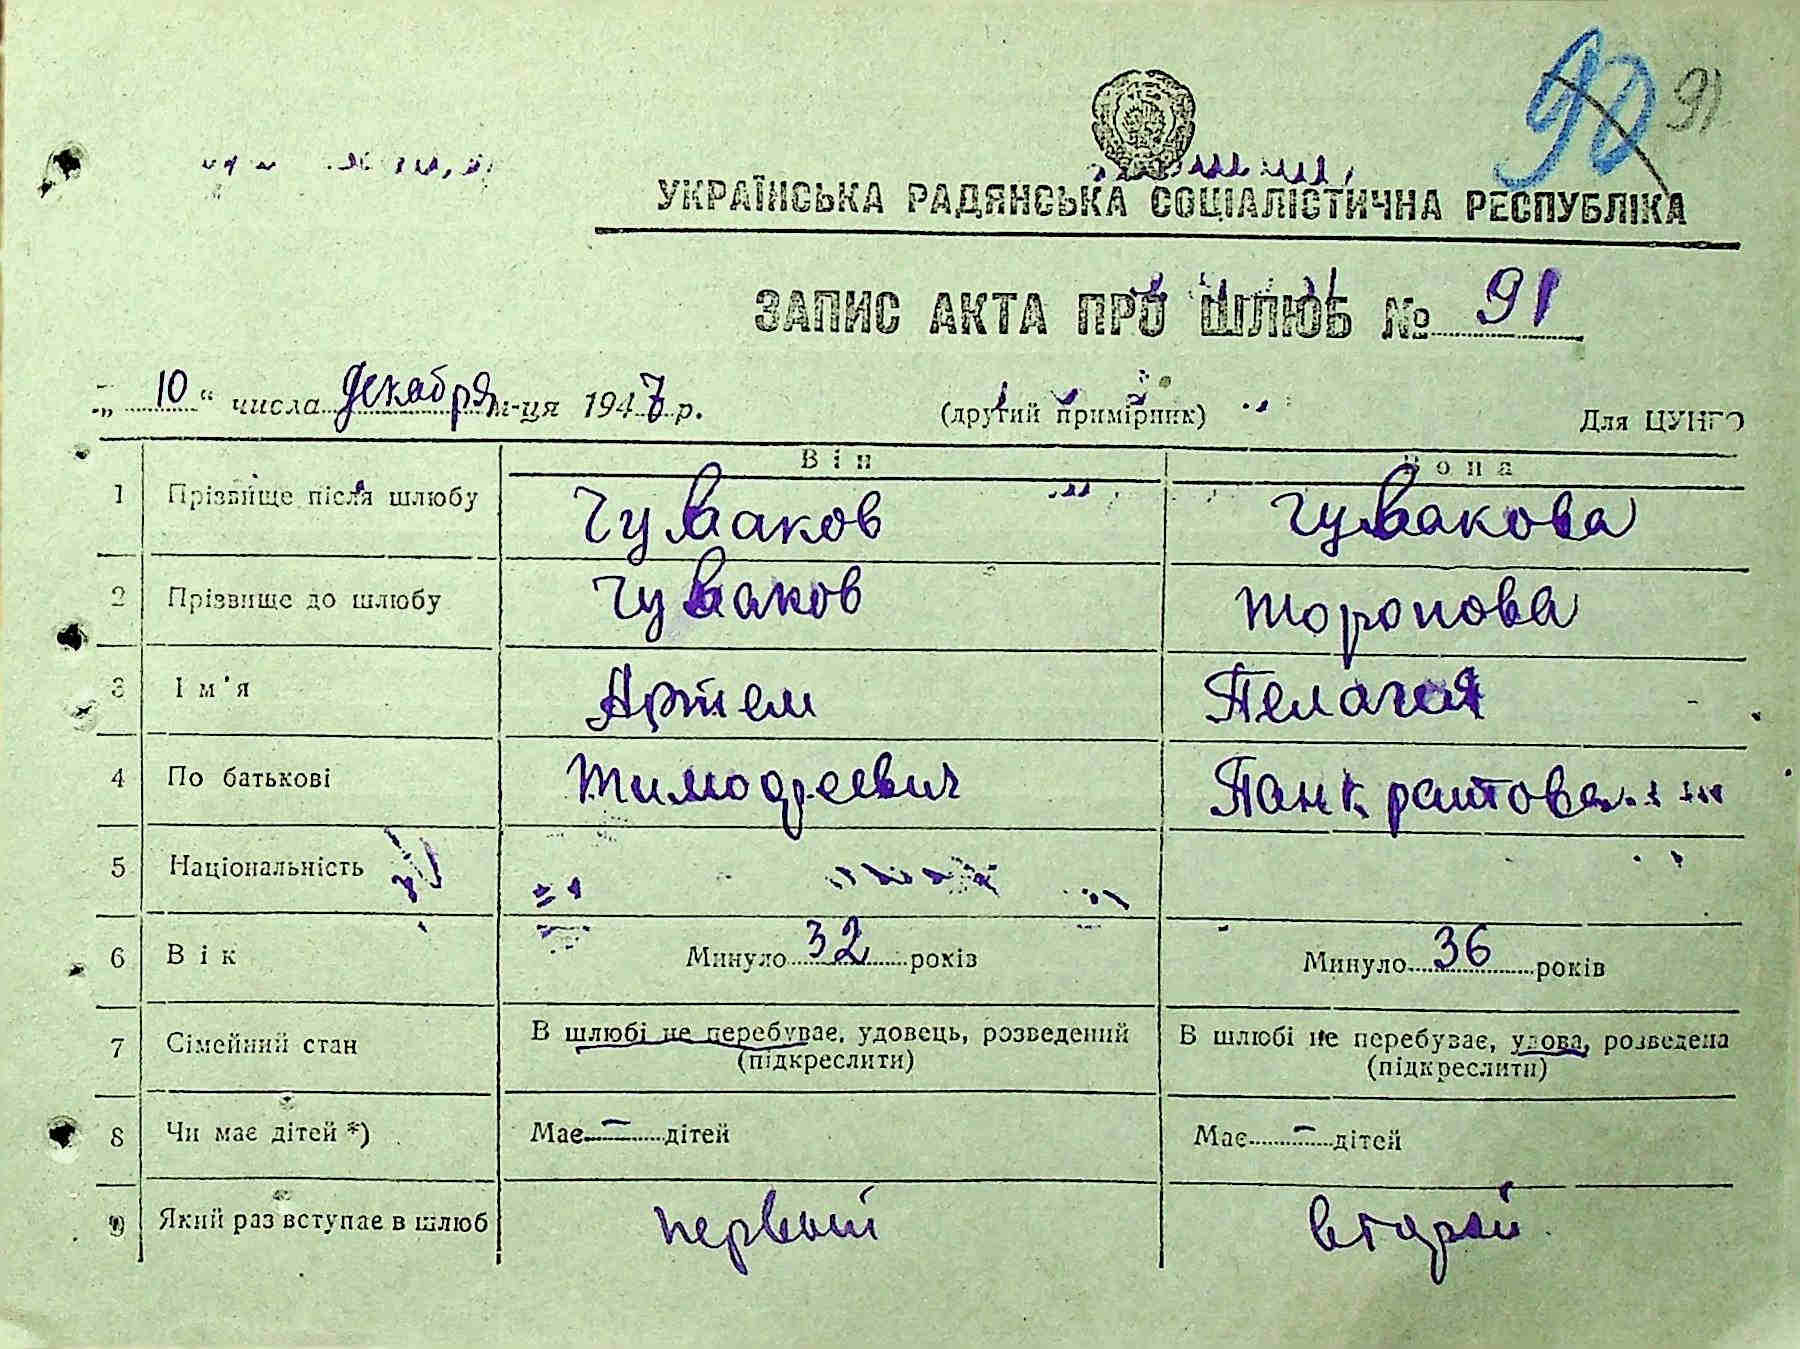 90 91
УКРАЇНСЬКА РАДЯНСЬКА СОЦІАЛІСТИЧНА РЕСПУБЛІКА
ЗАПИС АКТА ПРО ШЛЮБ № 91
„ 10 “ числа декабря м-ця 1947 р. (другий примірник) Для ЦУНГО
Він Вона
1 Прізвище після шлюбу Чуваков Чувакова
2 Прізвище до шлюбу Чуваков Торопова
3 Ім'я Артем Пелагея
4 По батькові Тимофеевич Панкратовна
5 Національність
6 Вік Минуло 32 років Минуло 36 років
7 Сімейний стан В шлюбі не перебуває, удовець, розведений В шлюбі не перебуває, удова, розведена
(підкреслити) (підкреслити)
8 Чи має дітей *) Має — дітей Має — дітей
9 Який раз вступає в шлюб первый второй